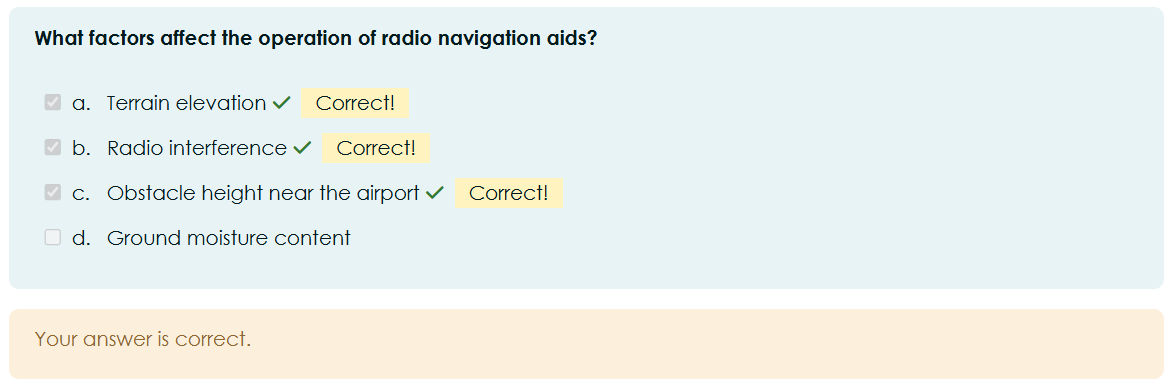 What factors affect the operation of radio navigation aids?
a. Terrain elevation Correct!
b. Radio interference Correct!
c. Obstacle height near the airport Correct!
d. Ground moisture content
Your answer is correct.